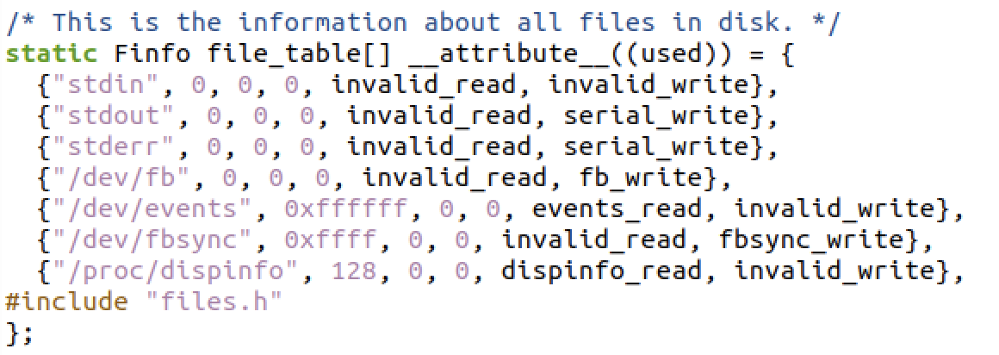 /* This is the information about all files in disk. */
static Finfo file_table[] __attribute__((used)) = {
  {"stdin", 0, 0, 0, invalid_read, invalid_write},
  {"stdout", 0, 0, 0, invalid_read, serial_write},
  {"stderr", 0, 0, 0, invalid_read, serial_write},
  {"/dev/fb", 0, 0, 0, invalid_read, fb_write},
  {"/dev/events", 0xffffff, 0, 0, events_read, invalid_write},
  {"/dev/fbsync", 0xffff, 0, 0, invalid_read, fbsync_write},
  {"/proc/dispinfo", 128, 0, 0, dispinfo_read, invalid_write},
#include "files.h"
};